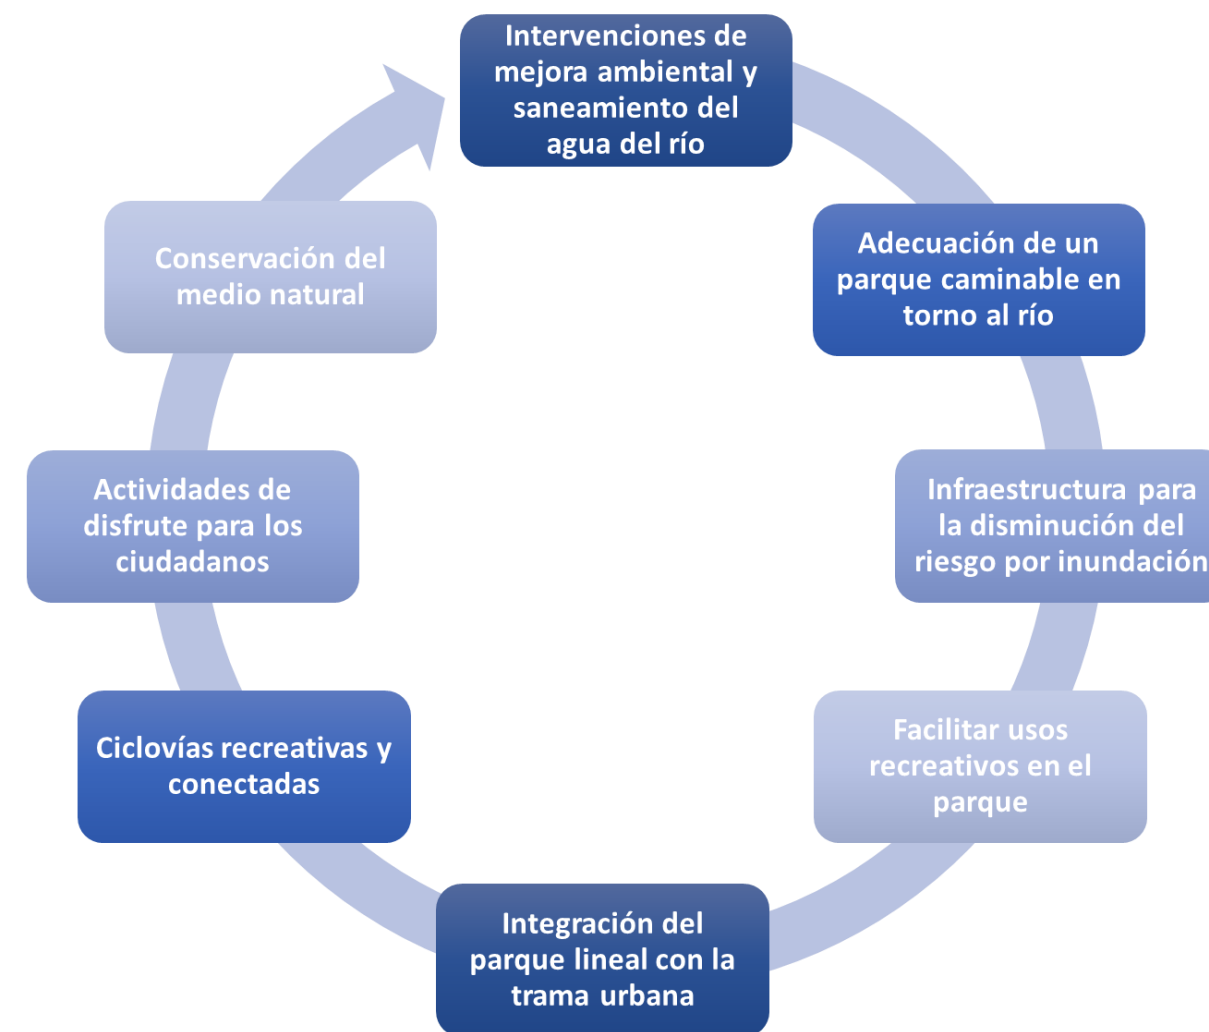 Intervenciones de
mejora ambiental y
saneamiento del
agua del río
Adecuación de un
parque caminable en
torno al río
Infraestructura para
la disminución del
riesgo por inundación
Facilitar usos
recreativos en el
parque
Integración del
parque lineal con la
trama urbana
Ciclovías recreativas y
conectadas
Actividades de
disfrute para los
ciudadanos
Conservación del
medio natural